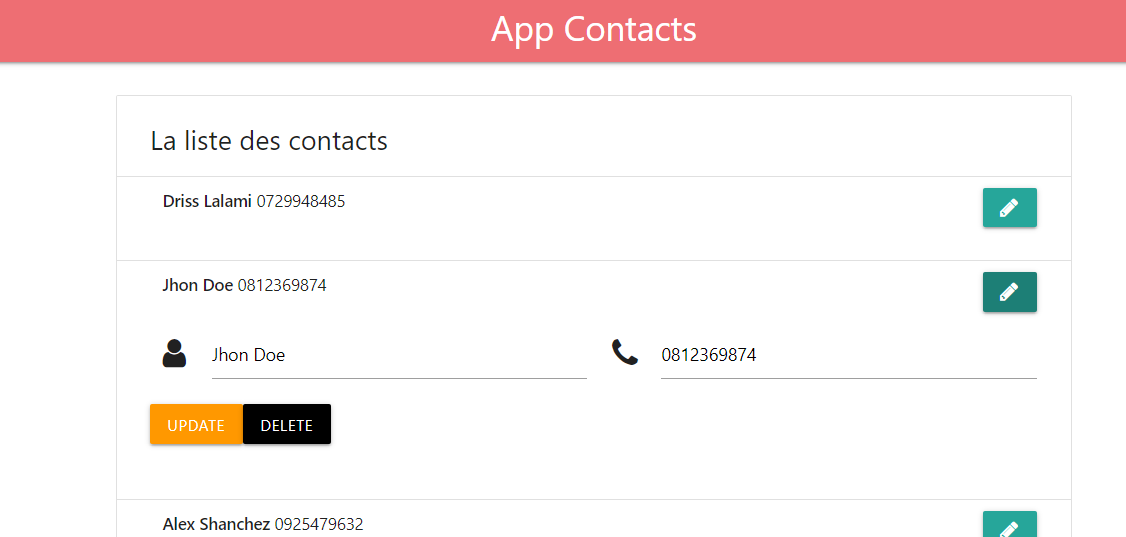 App Contacts
La liste des contacts
Driss Lalami 0729948485
Jhon Doe 0812369874
Jhon Doe 0812369874
UPDATE DELETE
Alex Shanchez 0925479632